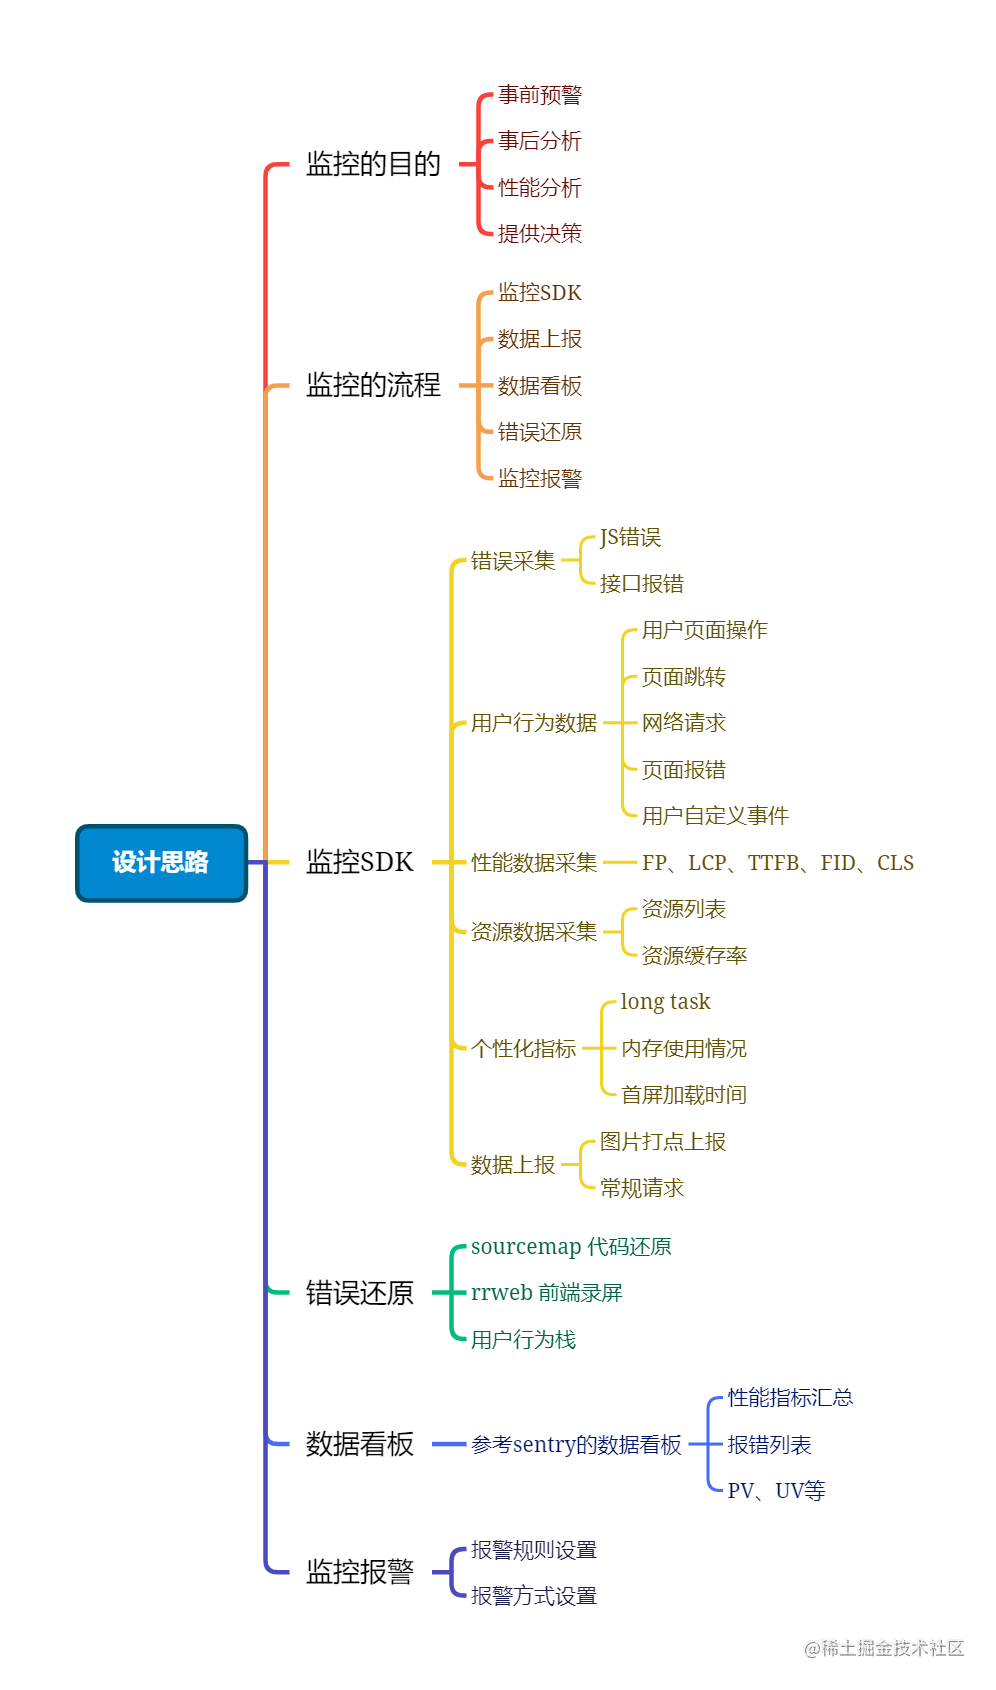 事前预警
事后分析
监控的目的
性能分析
提供决策
监控SDK
数据上报
监控的流程
数据看板
错误还原
监控报警
JS错误
错误采集
接口报错
用户页面操作
页面跳转
用户行为数据
网络请求
页面报错
用户自定义事件
设计思路
监控SDK
性能数据采集
FP、LCP、TTFB、FID、CLS
资源列表
资源数据采集
资源缓存率
long task
个性化指标
内存使用情况
首屏加载时间
图片打点上报
数据上报
常规请求
sourcemap 代码还原
错误还原
rrweb 前端录屏
用户行为栈
性能指标汇总
数据看板
参考sentry的数据看板
报错列表
PV、UV等
报警规则设置
监控报警
报警方式设置
@稀土掘金技术社区